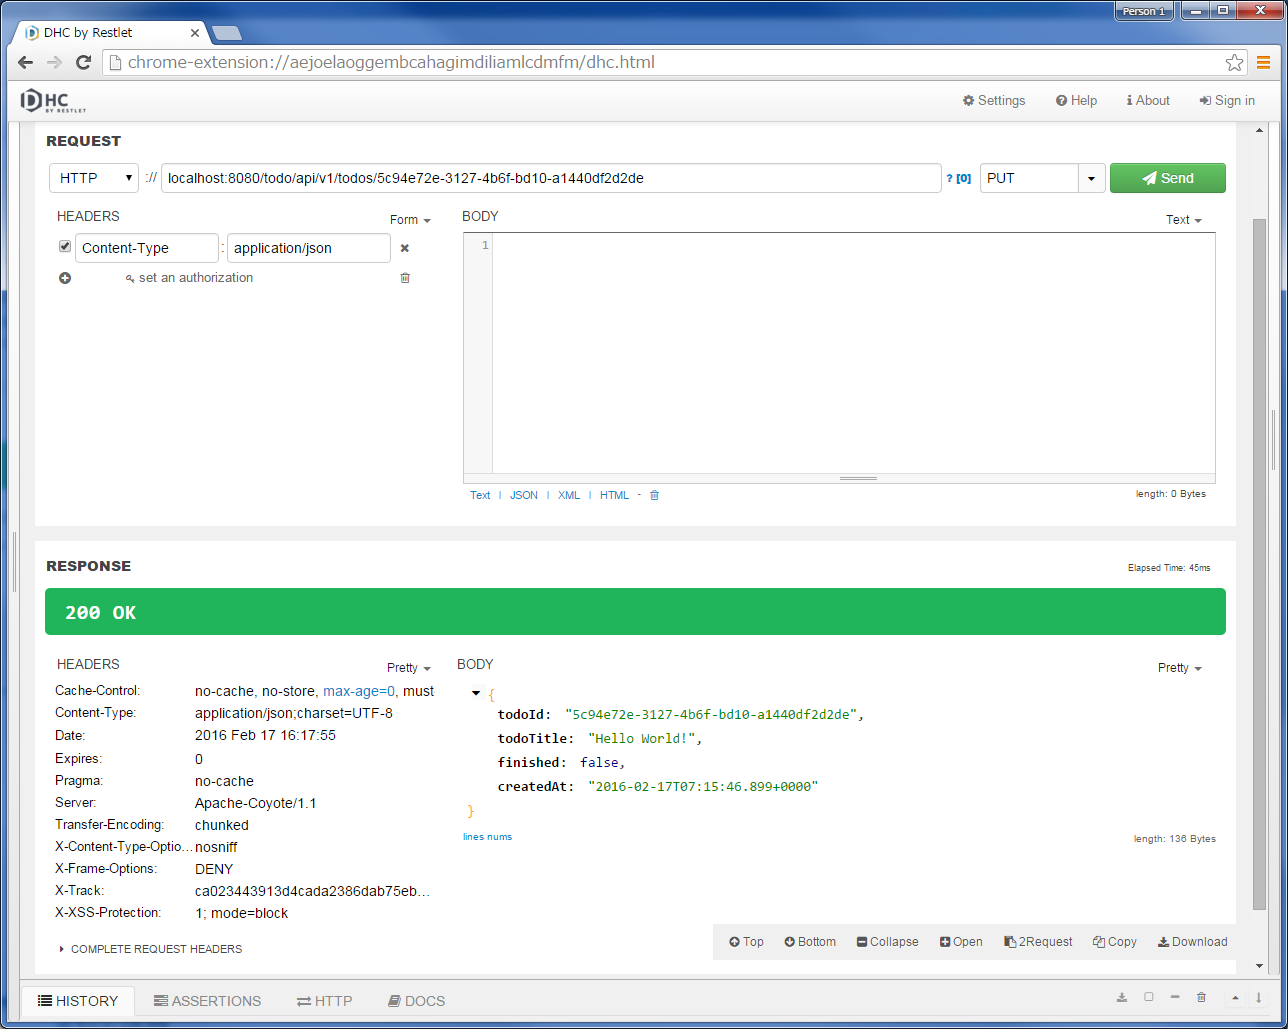 Person 1
DHC by Restlet
chrome-extension://aejoelaoggembcahagimdiliamlcdmfm/dhc.html
DHC BY RESTLET
Settings Help About Sign in
REQUEST
HTTP :// localhost:8080/todo/api/v1/todos/5c94e72e-3127-4b6f-bd10-a1440df2d2de ? [0] PUT Send
HEADERS Form BODY Text
Content-Type : application/json
1
set an authorization
Text | JSON | XML | HTML - length: 0 Bytes
RESPONSE
Elapsed Time: 45ms
200 OK
HEADERS Pretty
Cache-Control: no-cache, no-store, max-age=0, must
Content-Type: application/json;charset=UTF-8
Date: 2016 Feb 17 16:17:55
Expires: 0
Pragma: no-cache
Server: Apache-Coyote/1.1
Transfer-Encoding: chunked
X-Content-Type-Optio... nosniff
X-Frame-Options: DENY
X-Track: ca023443913d4cada2386dab75eb...
X-XSS-Protection: 1; mode=block
COMPLETE REQUEST HEADERS
BODY Pretty
{
todoId: "5c94e72e-3127-4b6f-bd10-a1440df2d2de",
todoTitle: "Hello World!",
finished: false,
createdAt: "2016-02-17T07:15:46.899+0000"
}
lines nums length: 136 Bytes
Top Bottom Collapse Open 2Request Copy Download
HISTORY ASSERTIONS HTTP DOCS